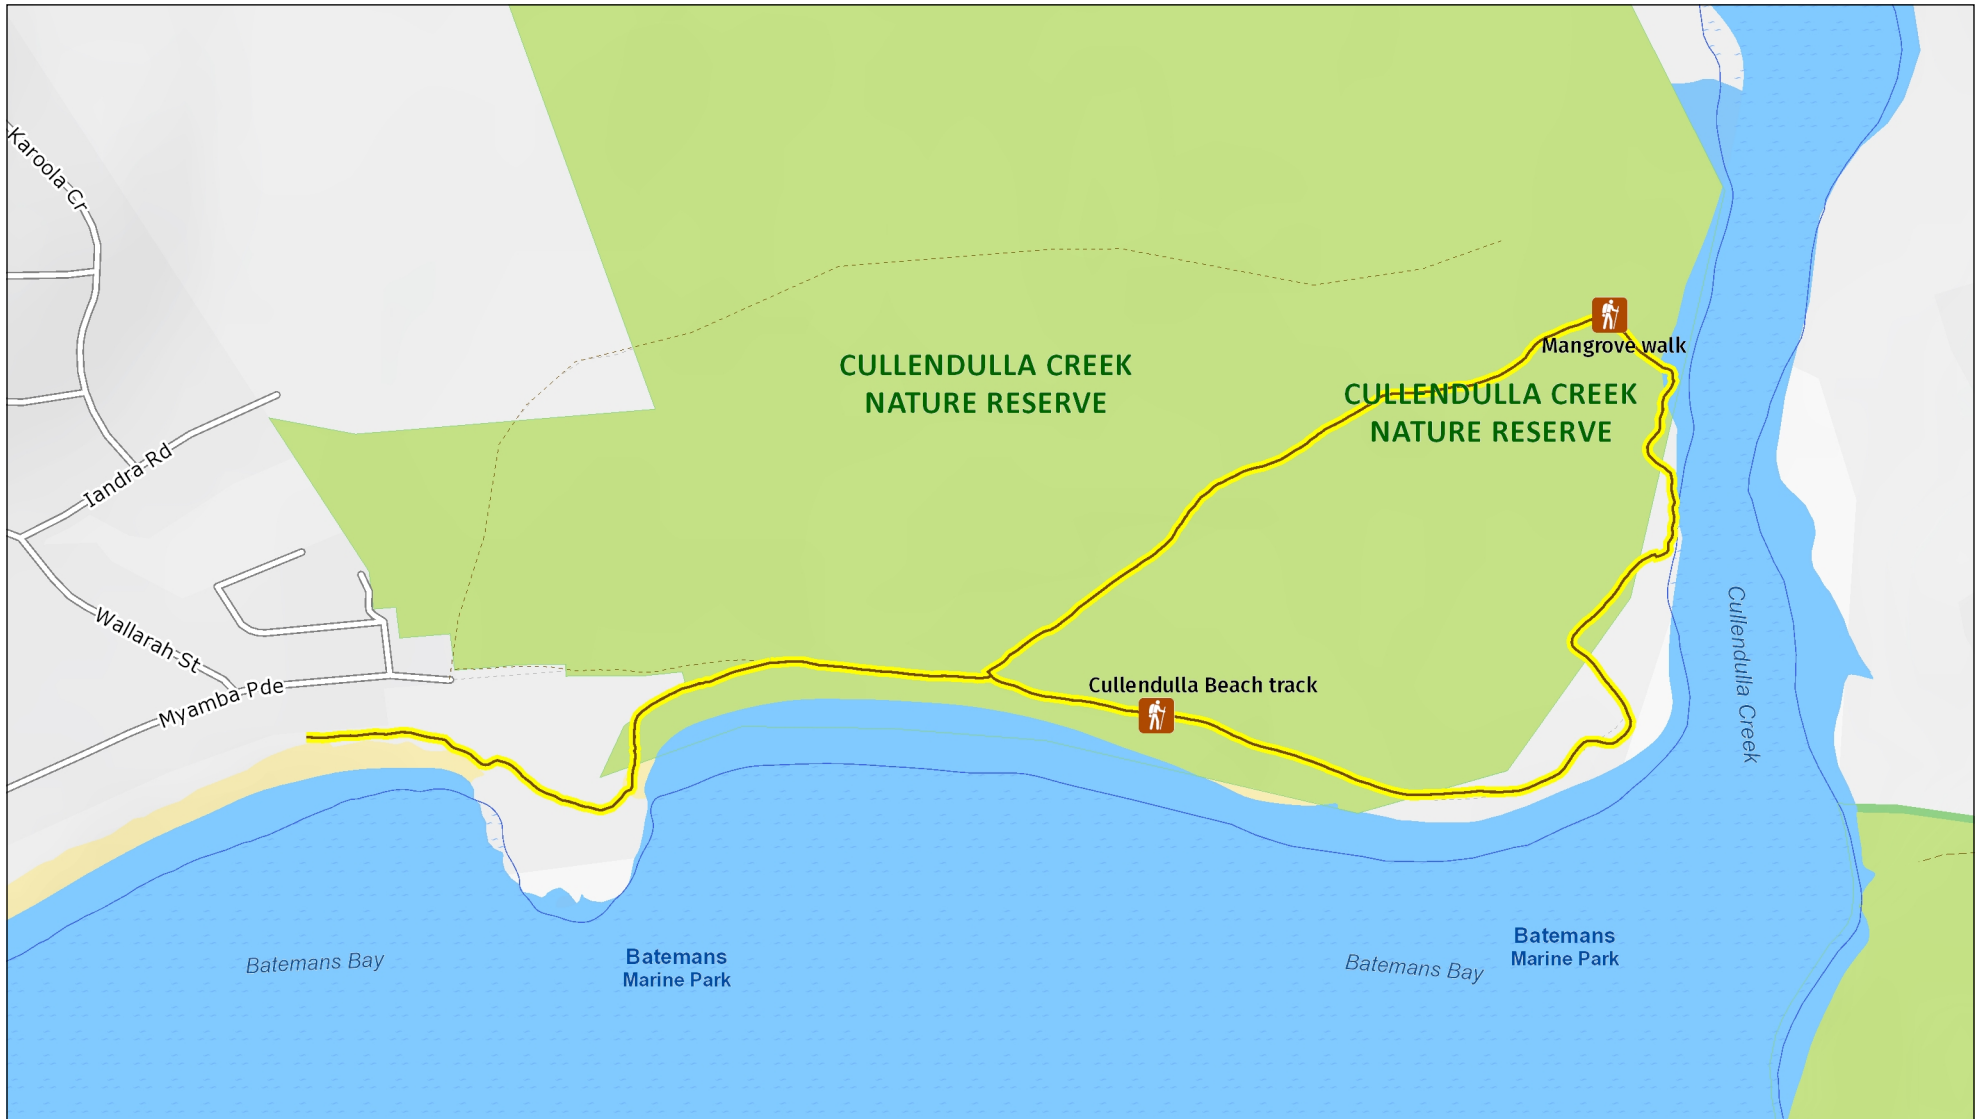 Karoola Cr
CULLENDULLA CREEK
NATURE RESERVE
Mangrove walk
CULLENDULLA CREEK
NATURE RESERVE
Iandra Rd
Wallarah St
Myamba Pde
Cullendulla Beach track
Cullendulla Creek
Batemans Bay
Batemans
Marine Park
Batemans Bay
Batemans
Marine Park